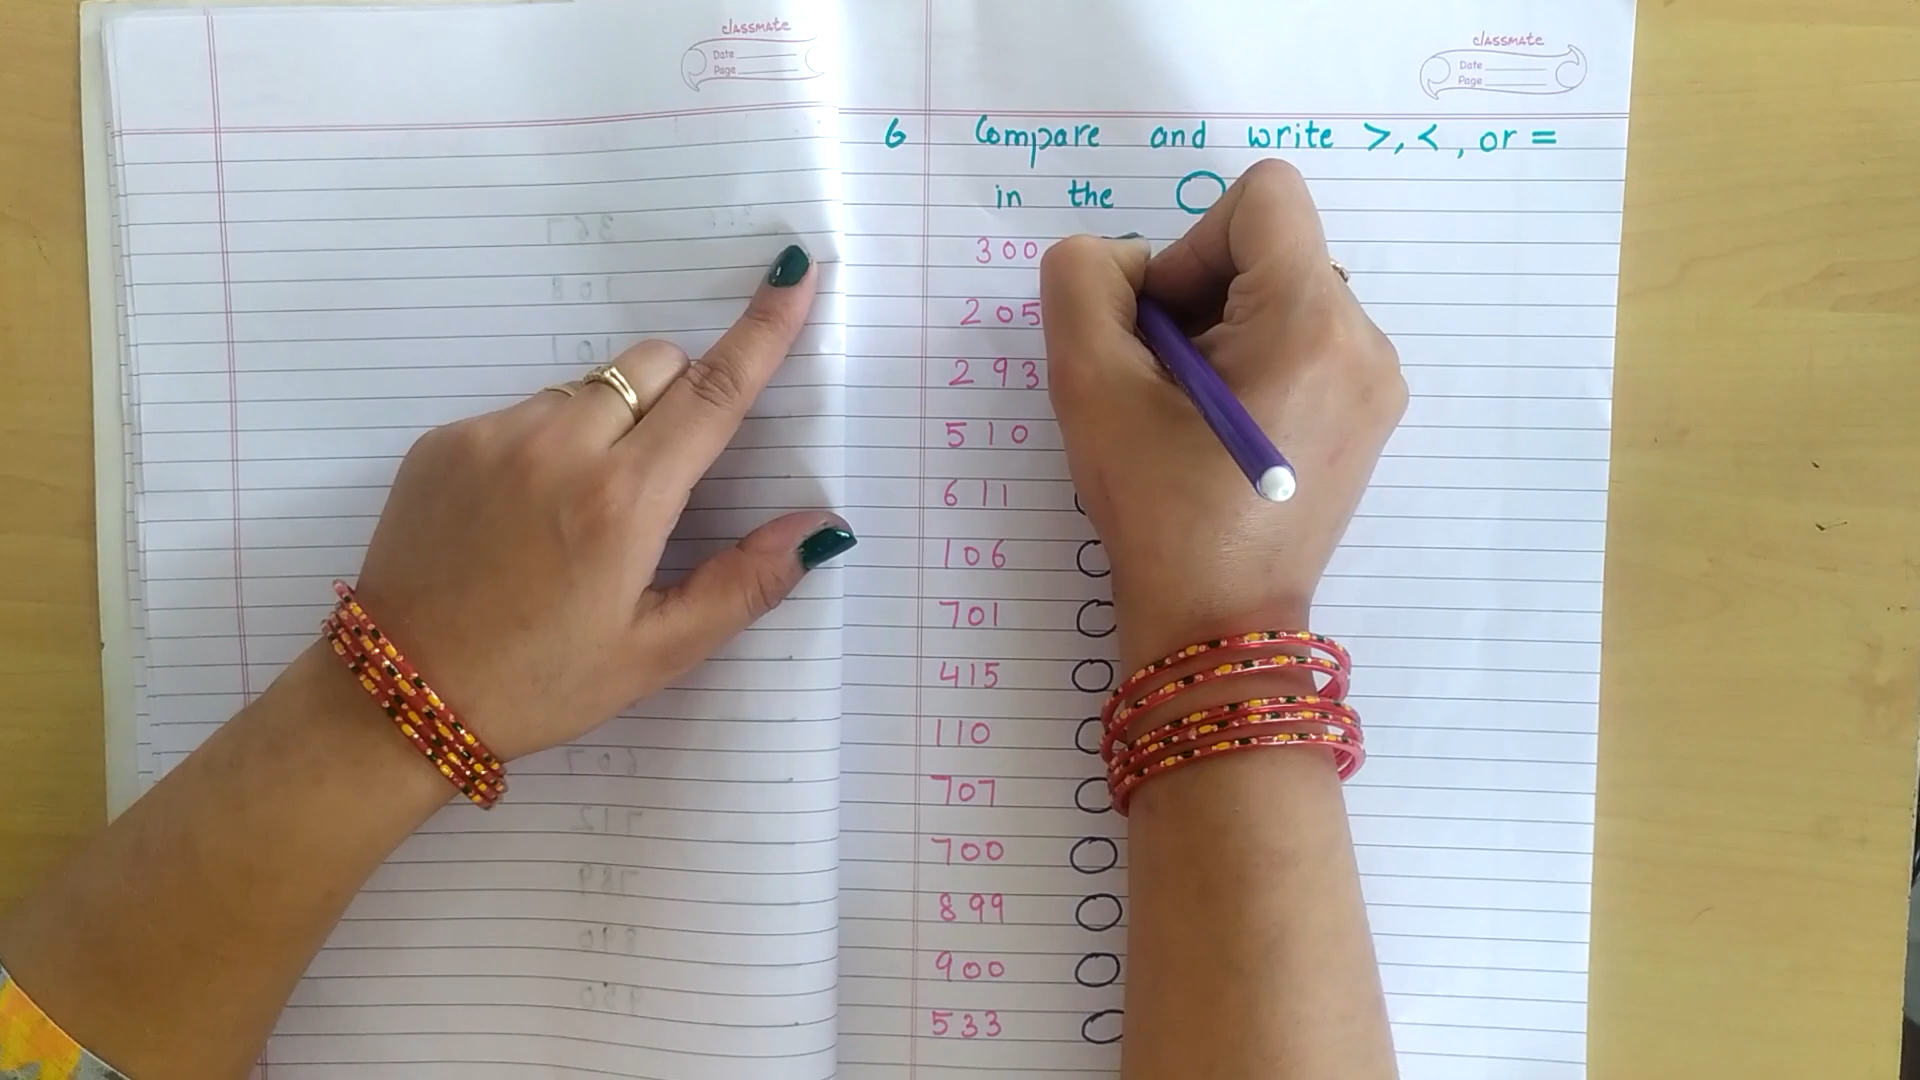 classmate
Date
Page
classmate
Date
Page
6 Compare and write >, <, or =
in the ◯
300
205
293
510
611
106 ◯
701 ◯
415 ◯
110 ◯
707 ◯
700 ◯
899 ◯
900 ◯
533 ◯